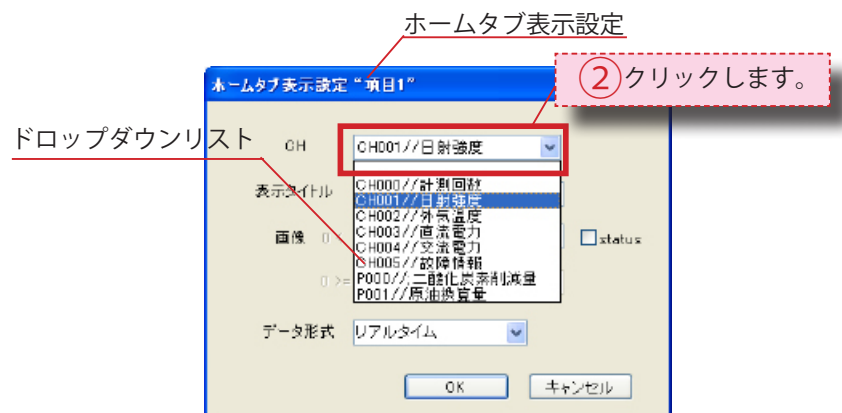 ホームタブ表示設定
ホームタブ表示設定 “項目1”
②クリックします。
ドロップダウンリスト
CH
CH001//日射強度
表示タイトル
CH000//計測回数
CH001//日射強度
CH002//外気温度
画像 0
CH003//直流電力
status
CH004//交流電力
CH005//故障情報
0 >=
P000//二酸化炭素削減量
P001//原油換算量
データ形式 リアルタイム
OK キャンセル